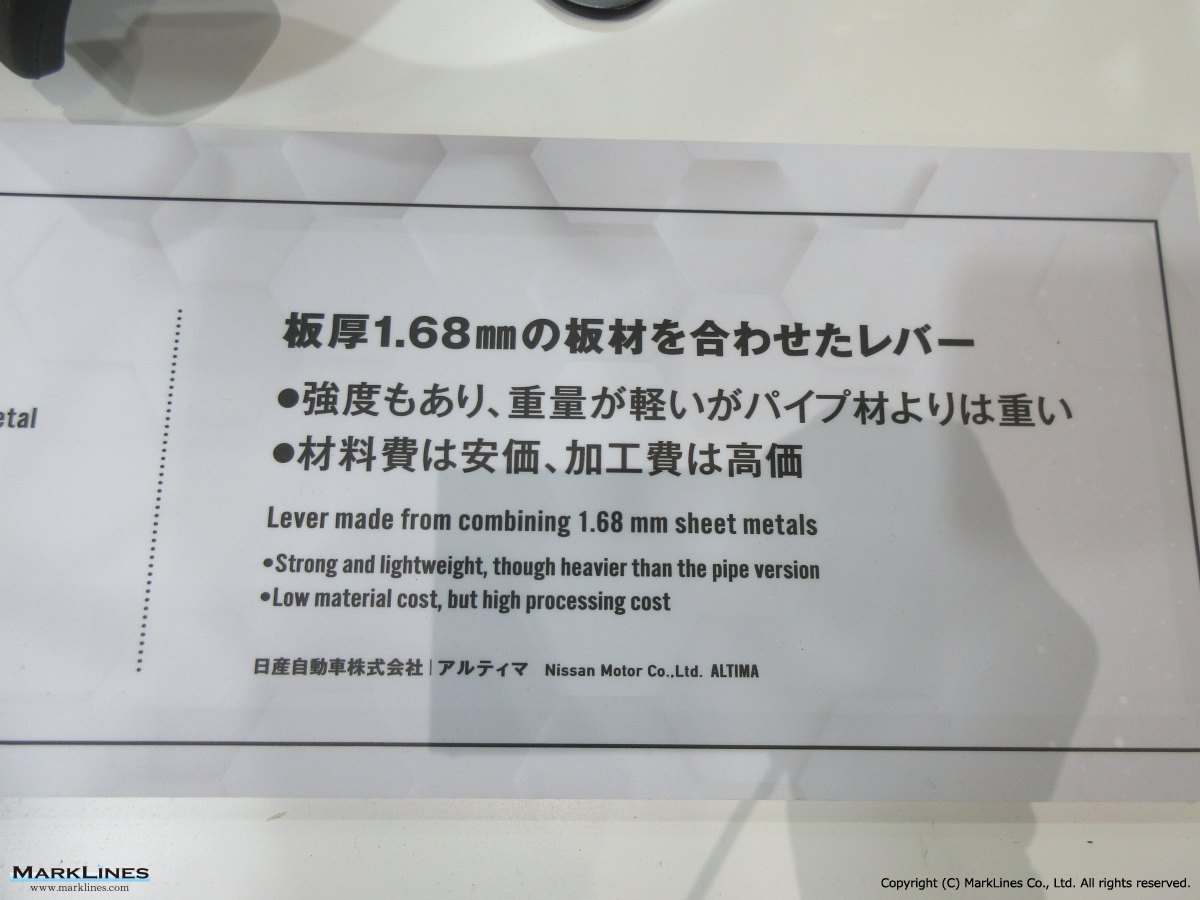 etal
板厚1.68㎜の板材を合わせたレバー
●強度もあり、重量が軽いがパイプ材よりは重い
●材料費は安価、加工費は高価
Lever made from combining 1.68 mm sheet metals
•Strong and lightweight, though heavier than the pipe version
•Low material cost, but high processing cost
日産自動車株式会社|アルティマ Nissan Motor Co.,Ltd. ALTIMA
MARKLINES
www.marklines.com
Copyright (C) MarkLines Co., Ltd. All rights reserved.